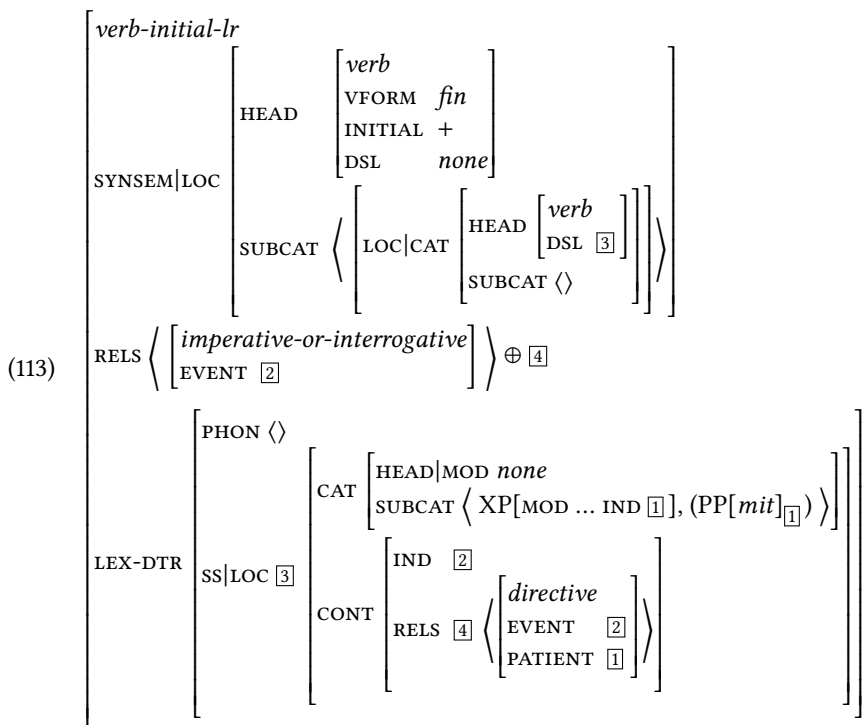 verb-initial-lr
verb
VFORM fin
HEAD
INITIAL +
DSL none
SYNSEM|LOC
verb
HEAD
DSL 3
SUBCAT ⟨ LOC|CAT ⟩
SUBCAT ⟨⟩
imperative-or-interrogative
(113) RELS ⟨ ⟩ ⊕ 4
EVENT 2
PHON ⟨⟩
HEAD|MOD none
CAT
SUBCAT ⟨ XP[MOD … IND 1], (PP[mit]1) ⟩
LEX-DTR SS|LOC 3
IND 2
directive
CONT
RELS 4 ⟨ EVENT 2 ⟩
PATIENT 1